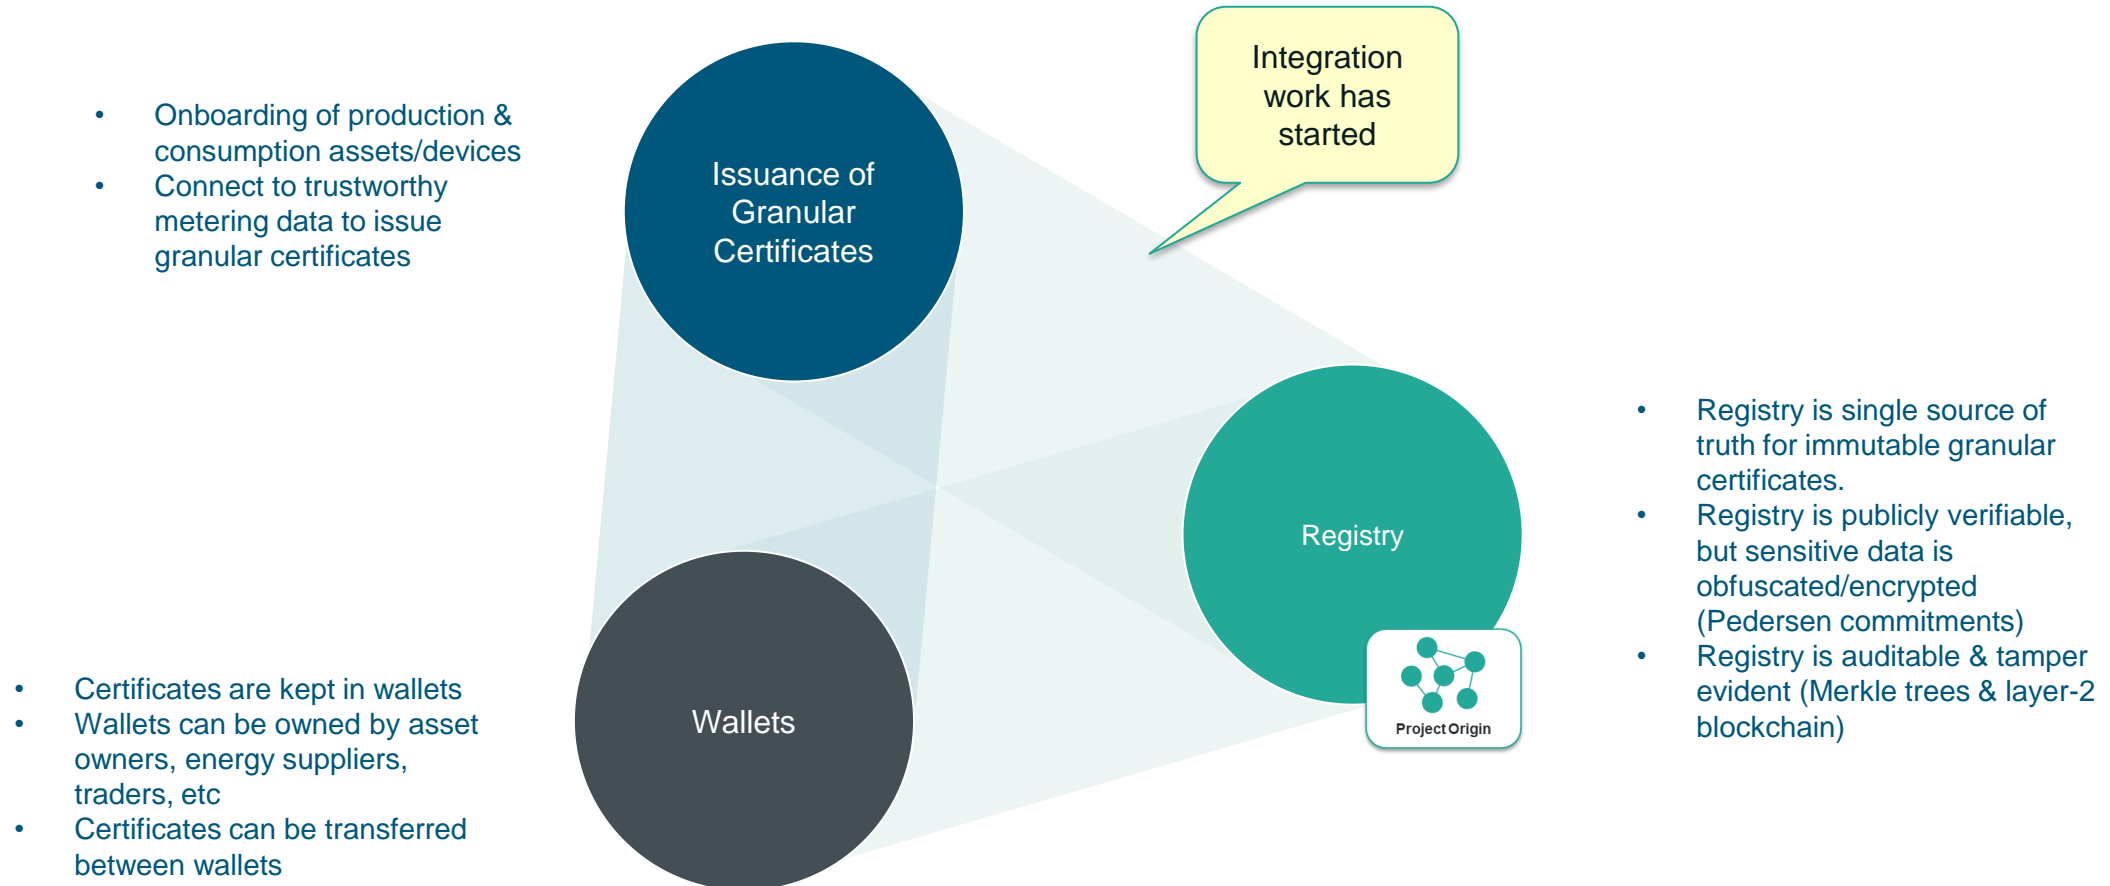 Integration
work has
started
• Onboarding of production &
consumption assets/devices
• Connect to trustworthy
metering data to issue
granular certificates
Issuance of
Granular
Certificates
Registry
• Registry is single source of
truth for immutable granular
certificates.
• Registry is publicly verifiable,
but sensitive data is
obfuscated/encrypted
(Pedersen commitments)
• Registry is auditable & tamper
evident (Merkle trees & layer-2
blockchain)
Project Origin
Wallets
• Certificates are kept in wallets
• Wallets can be owned by asset
owners, energy suppliers,
traders, etc
• Certificates can be transferred
between wallets